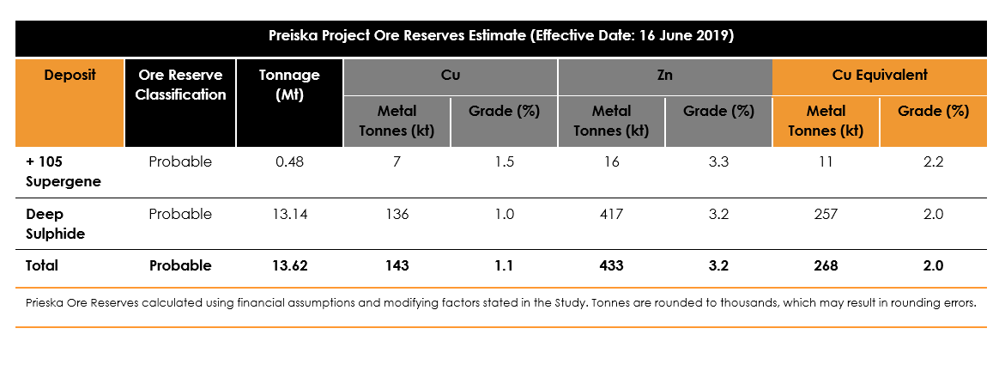 Preiska Project Ore Reserves Estimate (Effective Date: 16 June 2019)
Deposit Ore Reserve Classification Tonnage (Mt) Cu Zn Cu Equivalent
Metal Tonnes (kt) Grade (%) Metal Tonnes (kt) Grade (%) Metal Tonnes (kt) Grade (%)
+ 105 Supergene Probable 0.48 7 1.5 16 3.3 11 2.2
Deep Sulphide Probable 13.14 136 1.0 417 3.2 257 2.0
Total Probable 13.62 143 1.1 433 3.2 268 2.0
Prieska Ore Reserves calculated using financial assumptions and modifying factors stated in the Study. Tonnes are rounded to thousands, which may result in rounding errors.